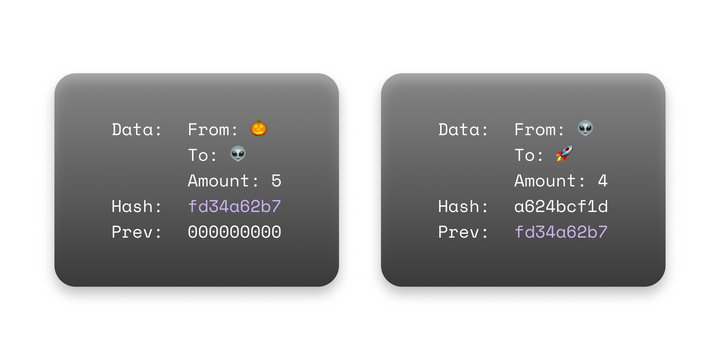 Data: From: 🎃
To: 👽
Amount: 5
Hash: fd34a62b7
Prev: 000000000
Data: From: 👽
To: 🚀
Amount: 4
Hash: a624bcf1d
Prev: fd34a62b7